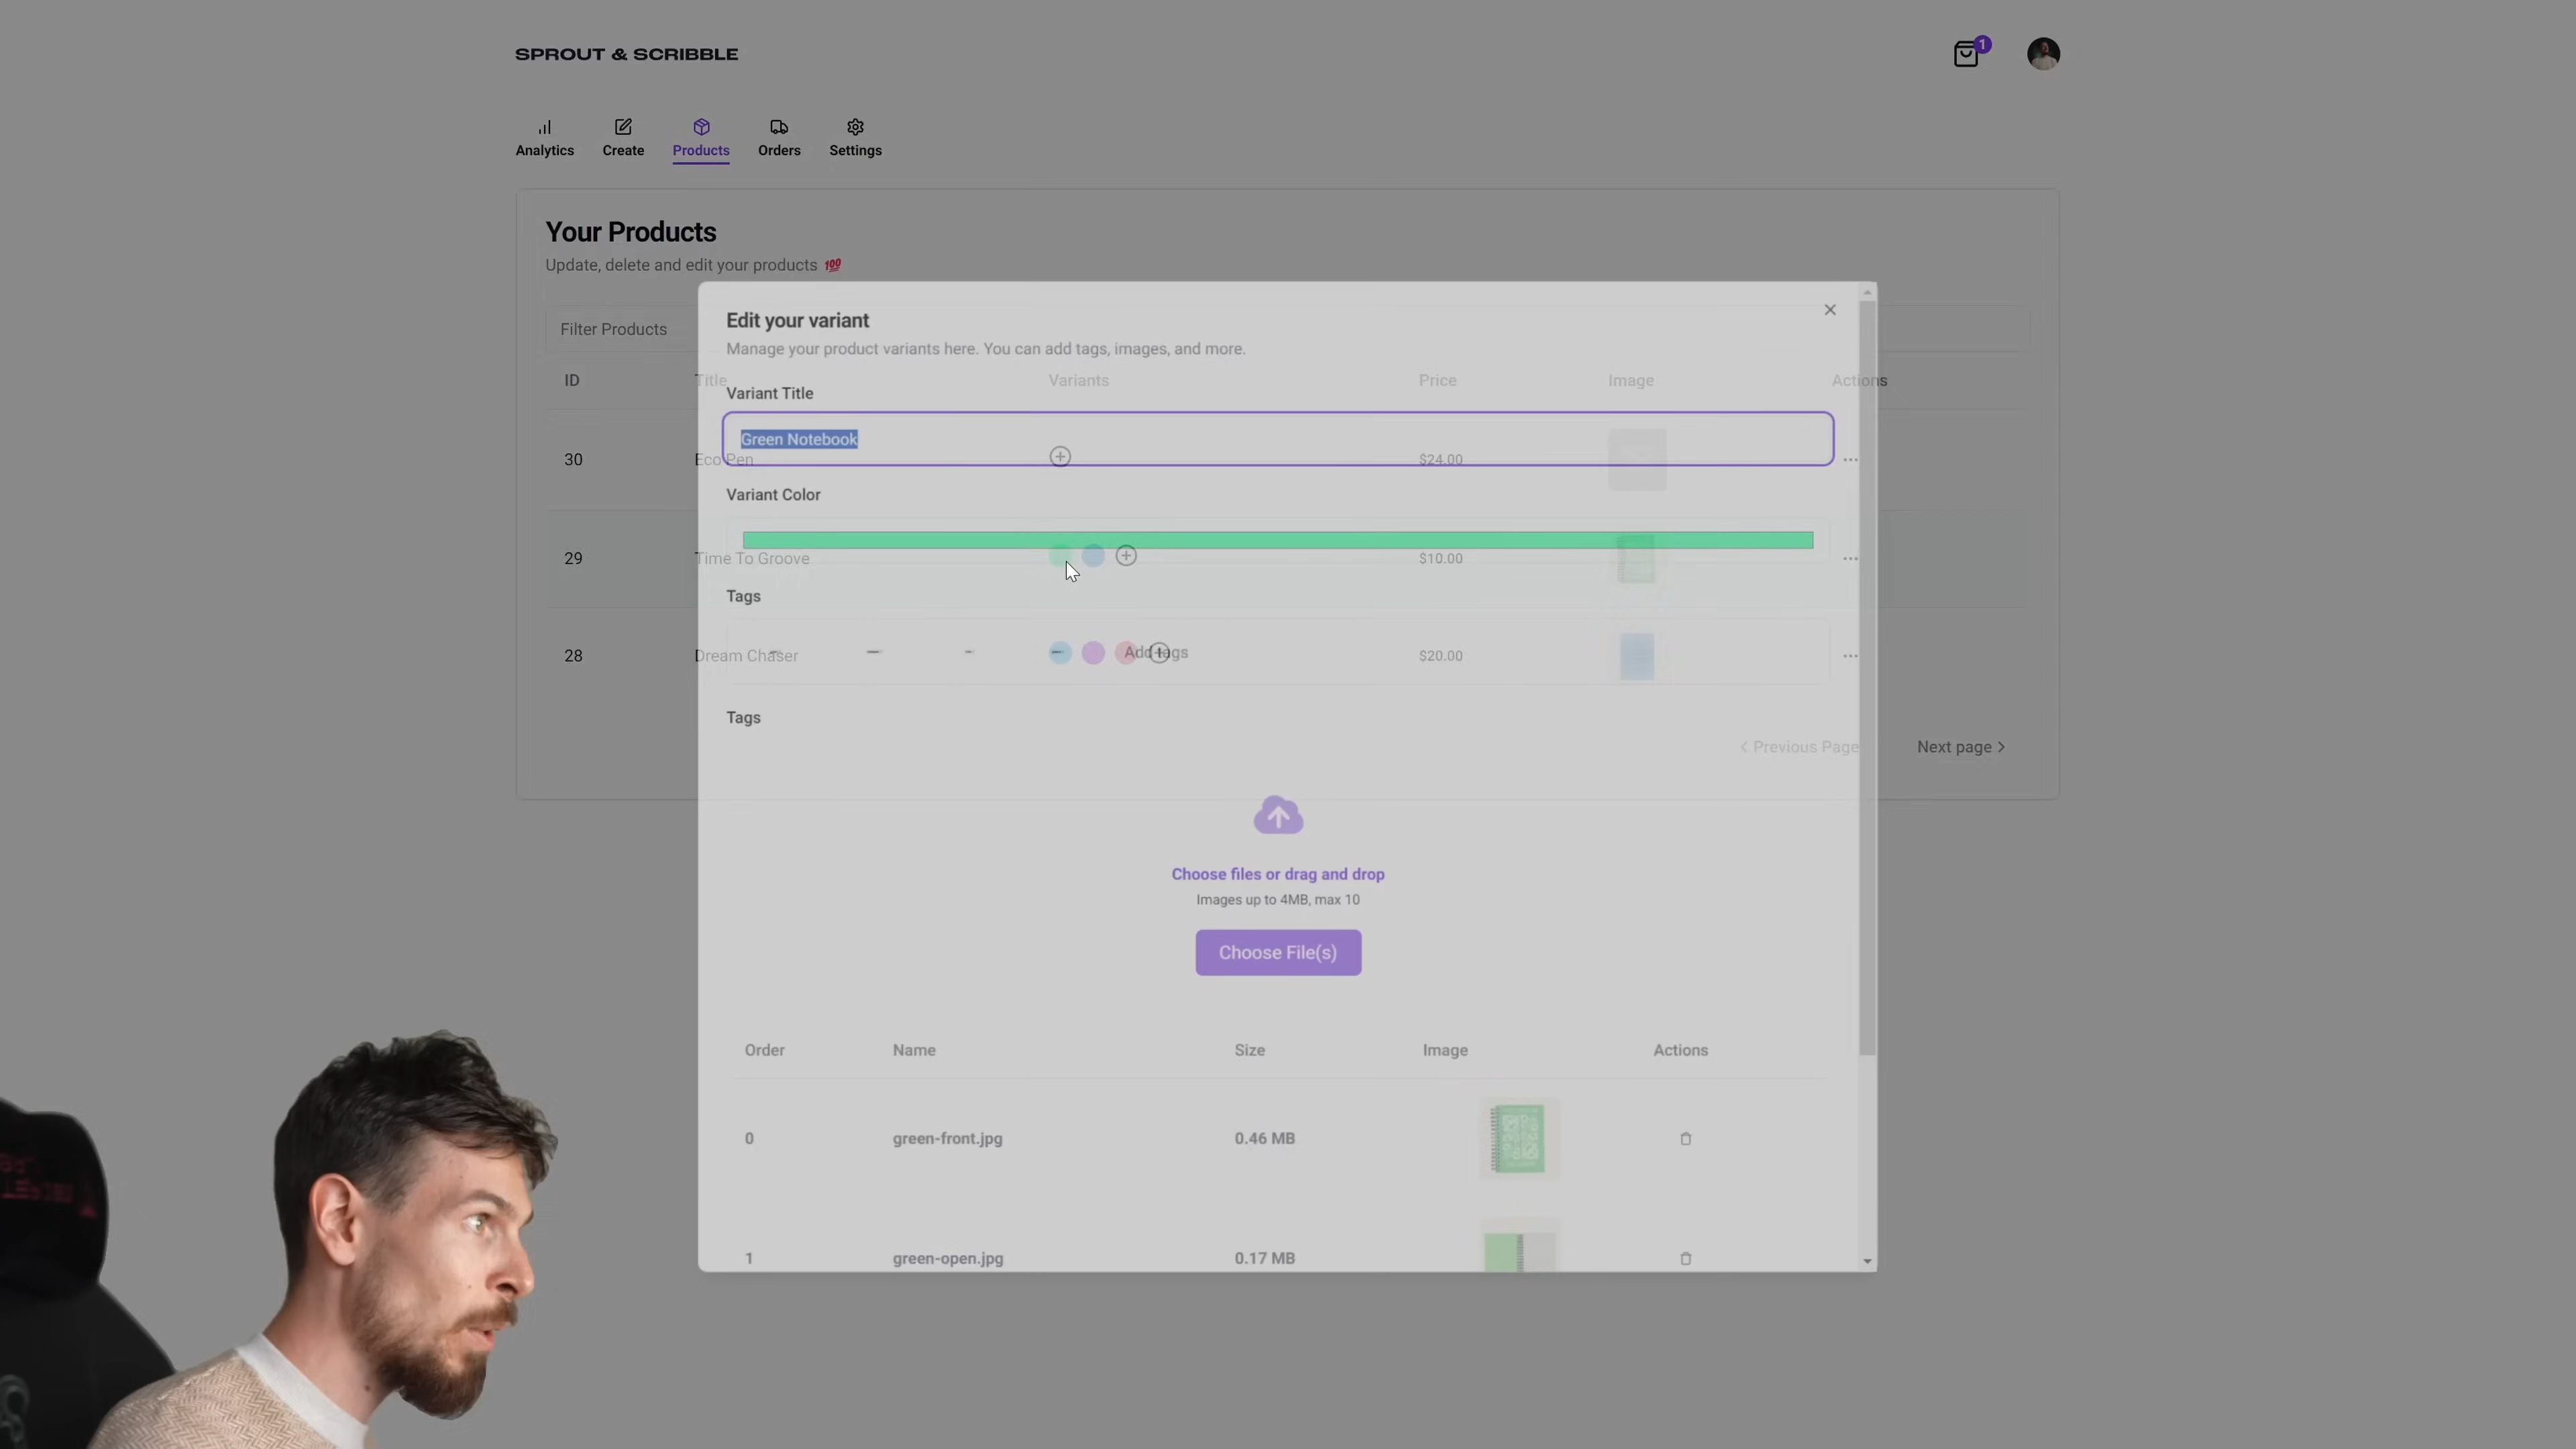 SPROUT & SCRIBBLE
1
Analytics
Create
Products
Orders
Settings
Your Products
Update, delete and edit your products 💯
Filter Products
ID
Title
Variants
Price
Image
Actions
30
Eco Pen
$24.00
29
Time To Groove
$10.00
28
Dream Chaser
$20.00
Previous Page
Next page
Edit your variant
Manage your product variants here. You can add tags, images, and more.
Variant Title
Green Notebook
Variant Color
Tags
Add tags
Tags
Choose files or drag and drop
Images up to 4MB, max 10
Choose File(s)
Order Name Size Image Actions
0 green-front.jpg 0.46 MB
1 green-open.jpg 0.17 MB